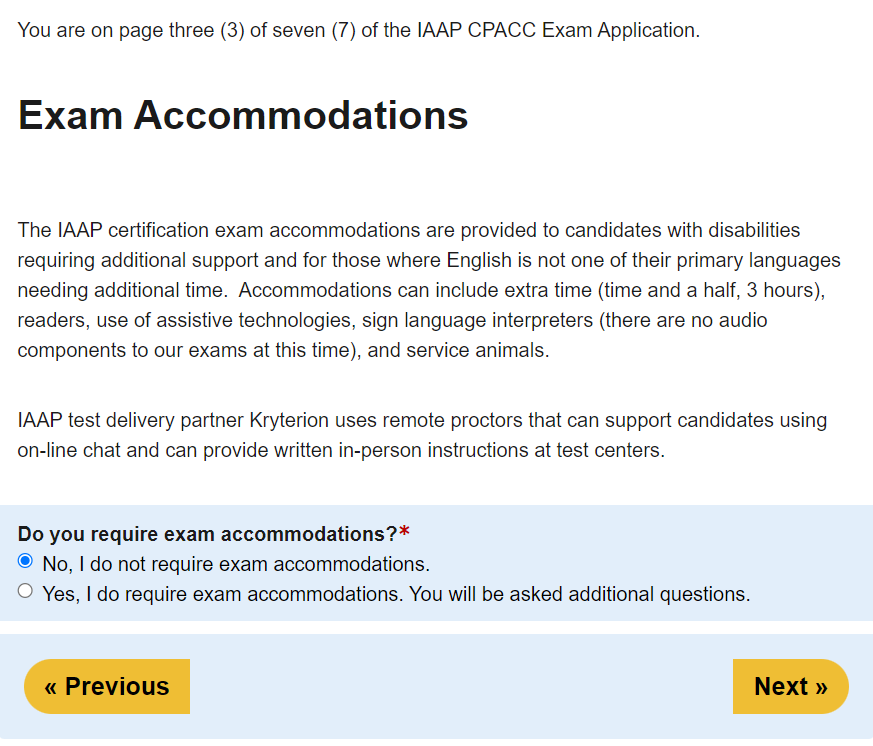 You are on page three (3) of seven (7) of the IAAP CPACC Exam Application.
Exam Accommodations
The IAAP certification exam accommodations are provided to candidates with disabilities
requiring additional support and for those where English is not one of their primary languages
needing additional time.  Accommodations can include extra time (time and a half, 3 hours),
readers, use of assistive technologies, sign language interpreters (there are no audio
components to our exams at this time), and service animals.
IAAP test delivery partner Kryterion uses remote proctors that can support candidates using
on-line chat and can provide written in-person instructions at test centers.
Do you require exam accommodations?*
No, I do not require exam accommodations.
Yes, I do require exam accommodations. You will be asked additional questions.
« Previous
Next »